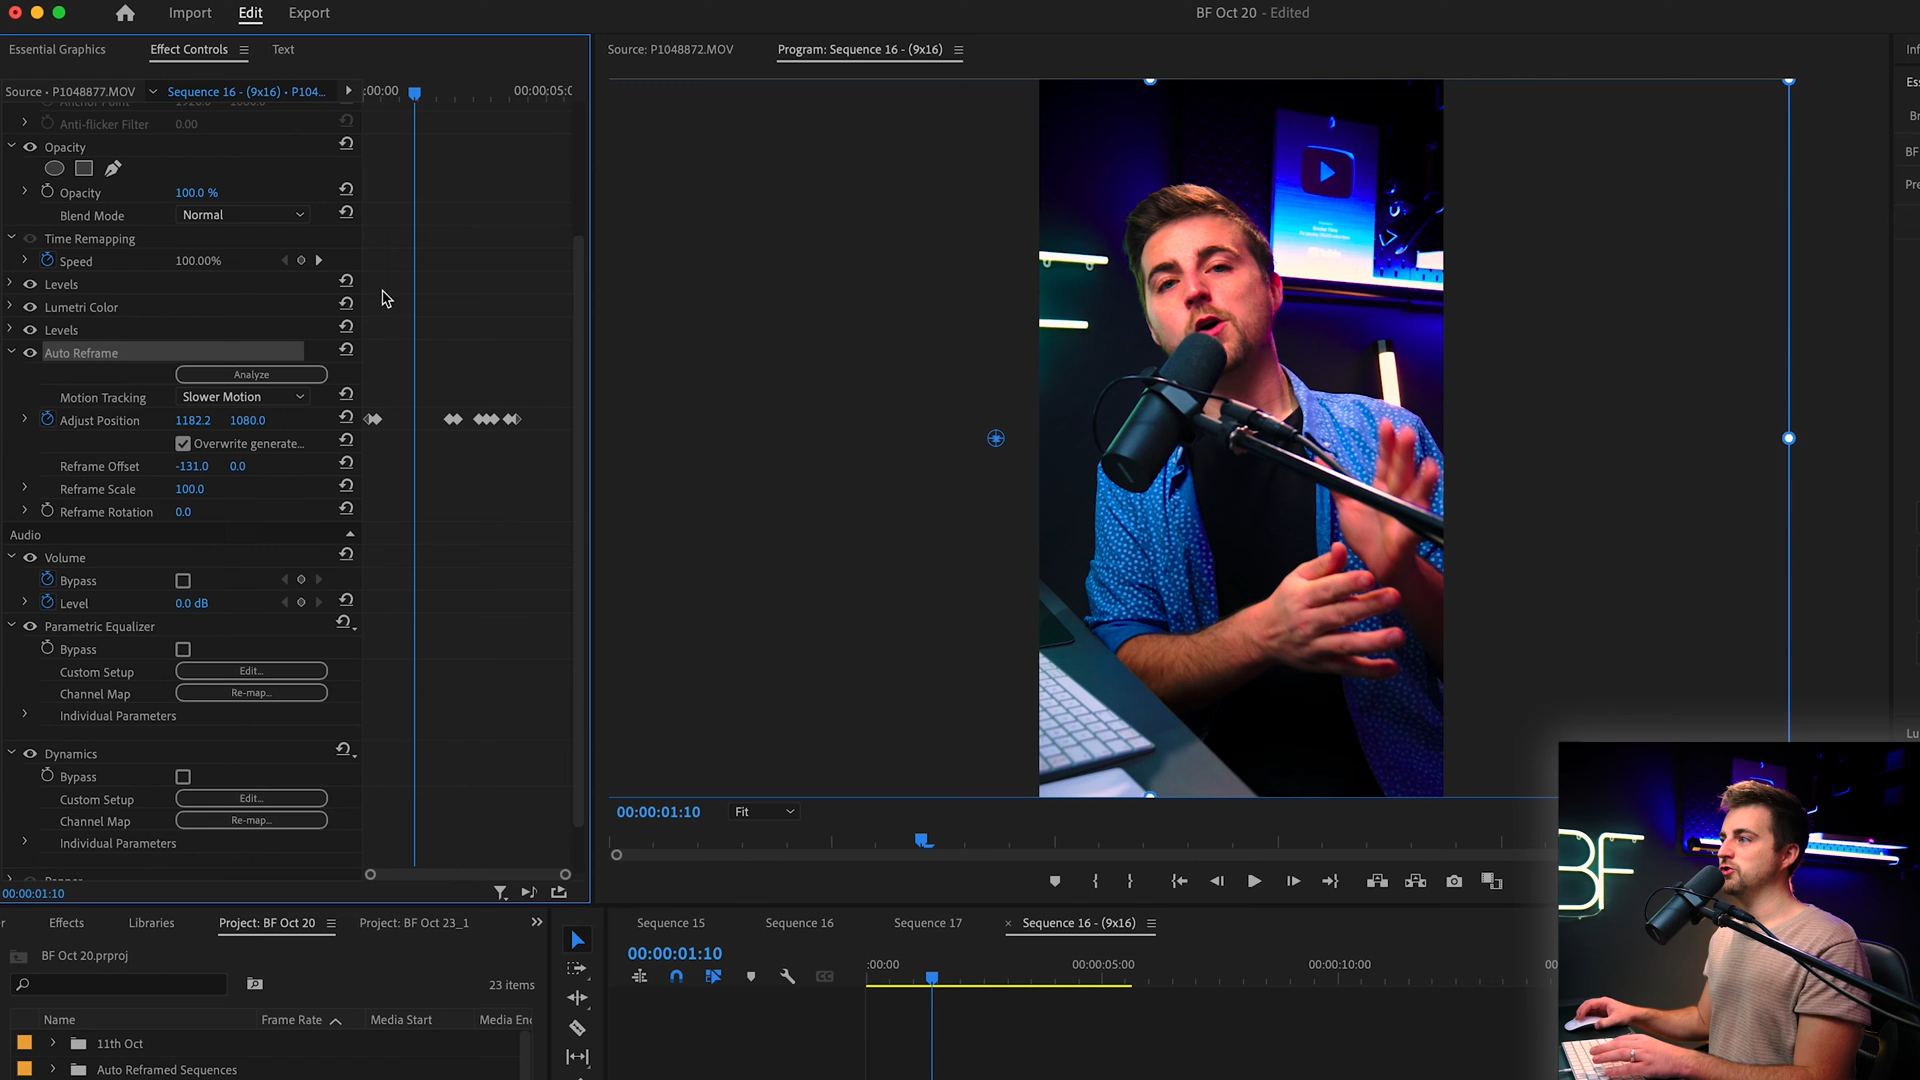 Import
Edit
Export
BF Oct 20 - Edited
Essential Graphics
Effect Controls
Text
Source: P1048872.MOV
Program: Sequence 16 - (9x16)
Source • P1048877.MOV
Sequence 16 - (9x16) • P104...
:00:00
00:00:05:0
Anti-flicker Filter
0.00
Opacity
Opacity
100.0 %
Blend Mode
Normal
Time Remapping
Speed
100.00%
Levels
Lumetri Color
Levels
Auto Reframe
Analyze
Motion Tracking
Slower Motion
Adjust Position
1182.2
1080.0
Overwrite generate...
Reframe Offset
-131.0
0.0
Reframe Scale
100.0
Reframe Rotation
0.0
Audio
Volume
Bypass
Level
0.0 dB
Parametric Equalizer
Bypass
Custom Setup
Edit...
Channel Map
Re-map...
Individual Parameters
Dynamics
Bypass
Custom Setup
Edit...
Channel Map
Re-map...
Individual Parameters
00:00:01:10
00:00:01:10
Fit
Effects
Libraries
Project: BF Oct 20
Project: BF Oct 23_1
BF Oct 20.prproj
23 items
Name
Frame Rate
Media Start
Media En
11th Oct
Auto Reframed Sequences
Sequence 15
Sequence 16
Sequence 17
× Sequence 16 - (9x16)
00:00:01:10
:00:00
00:00:05:00
00:00:10:00
BF